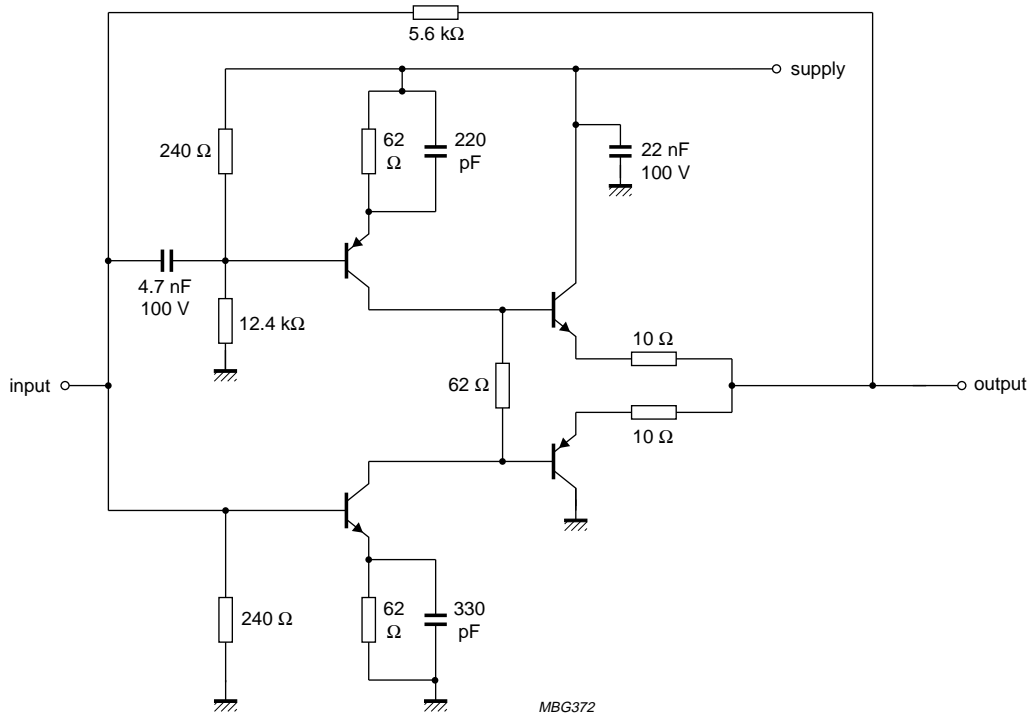 5.6 kΩ
supply
240 Ω
62
Ω
220
pF
22 nF
100 V
4.7 nF
100 V
12.4 kΩ
10 Ω
input
62 Ω
output
10 Ω
240 Ω
62
Ω
330
pF
MBG372